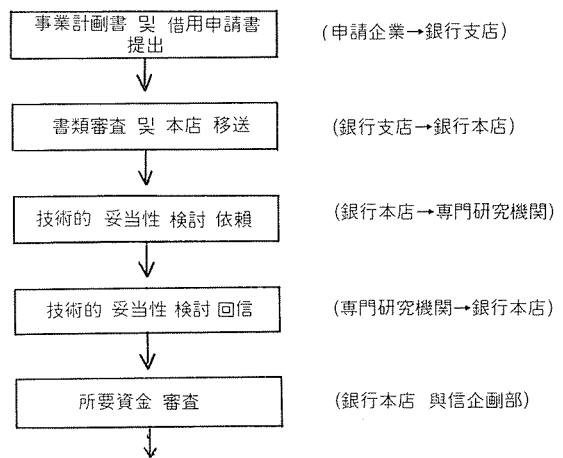 事業計劃書 및 借用申請書
提出
(申請企業→銀行支店)
書類審査 및 本店 移送
(銀行支店→銀行本店)
技術的 妥当性 検討 依頼
(銀行本店→専門研究機関)
技術的 妥当性 検討 回信
(専門研究機関→銀行本店)
所要資金 審査
(銀行本店 與信企画部)